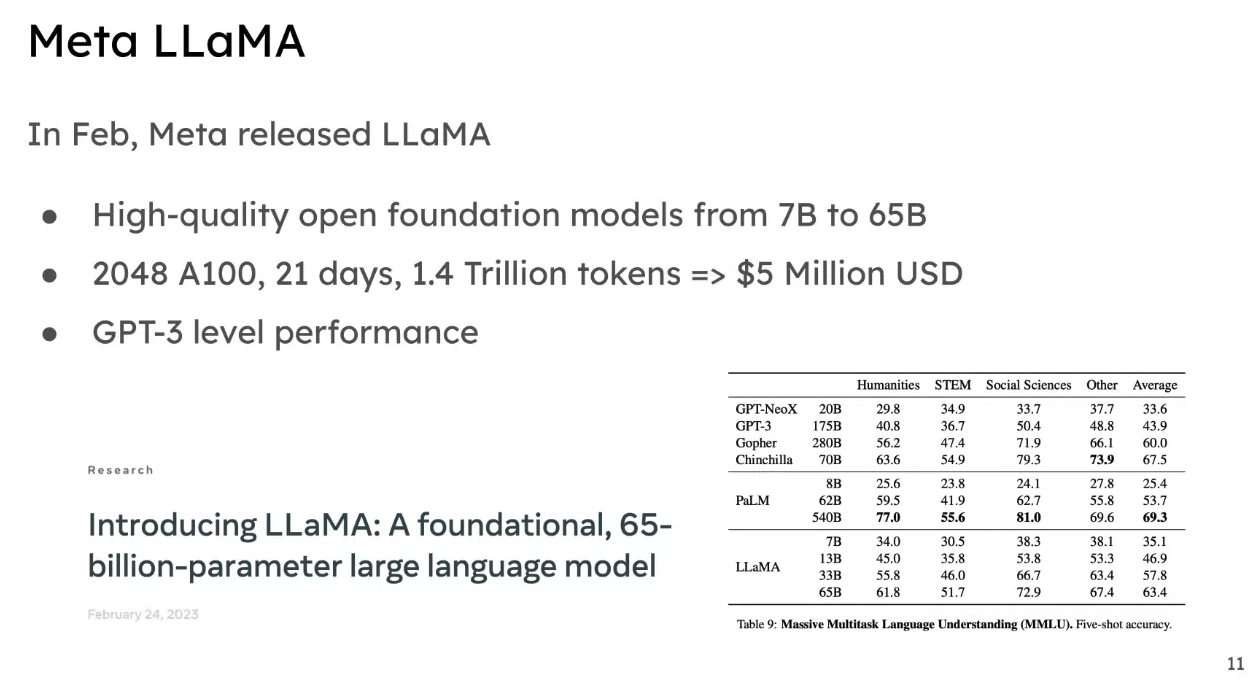 Meta LLaMA
In Feb, Meta released LLaMA
● High-quality open foundation models from 7B to 65B
● 2048 A100, 21 days, 1.4 Trillion tokens => $5 Million USD
● GPT-3 level performance
Research
Introducing LLaMA: A foundational, 65-
billion-parameter large language model
February 24, 2023
Humanities STEM Social Sciences Other Average
GPT-NeoX 20B 29.8 34.9 33.7 37.7 33.6
GPT-3 175B 40.8 36.7 50.4 48.8 43.9
Gopher 280B 56.2 47.4 71.9 66.1 60.0
Chinchilla 70B 63.6 54.9 79.3 73.9 67.5
8B 25.6 23.8 24.1 27.8 25.4
PaLM 62B 59.5 41.9 62.7 55.8 53.7
540B 77.0 55.6 81.0 69.6 69.3
7B 34.0 30.5 38.3 38.1 35.1
LLaMA 13B 45.0 35.8 53.8 53.3 46.9
33B 55.8 46.0 66.7 63.4 57.8
65B 61.8 51.7 72.9 67.4 63.4
Table 9: Massive Multitask Language Understanding (MMLU). Five-shot accuracy.
11